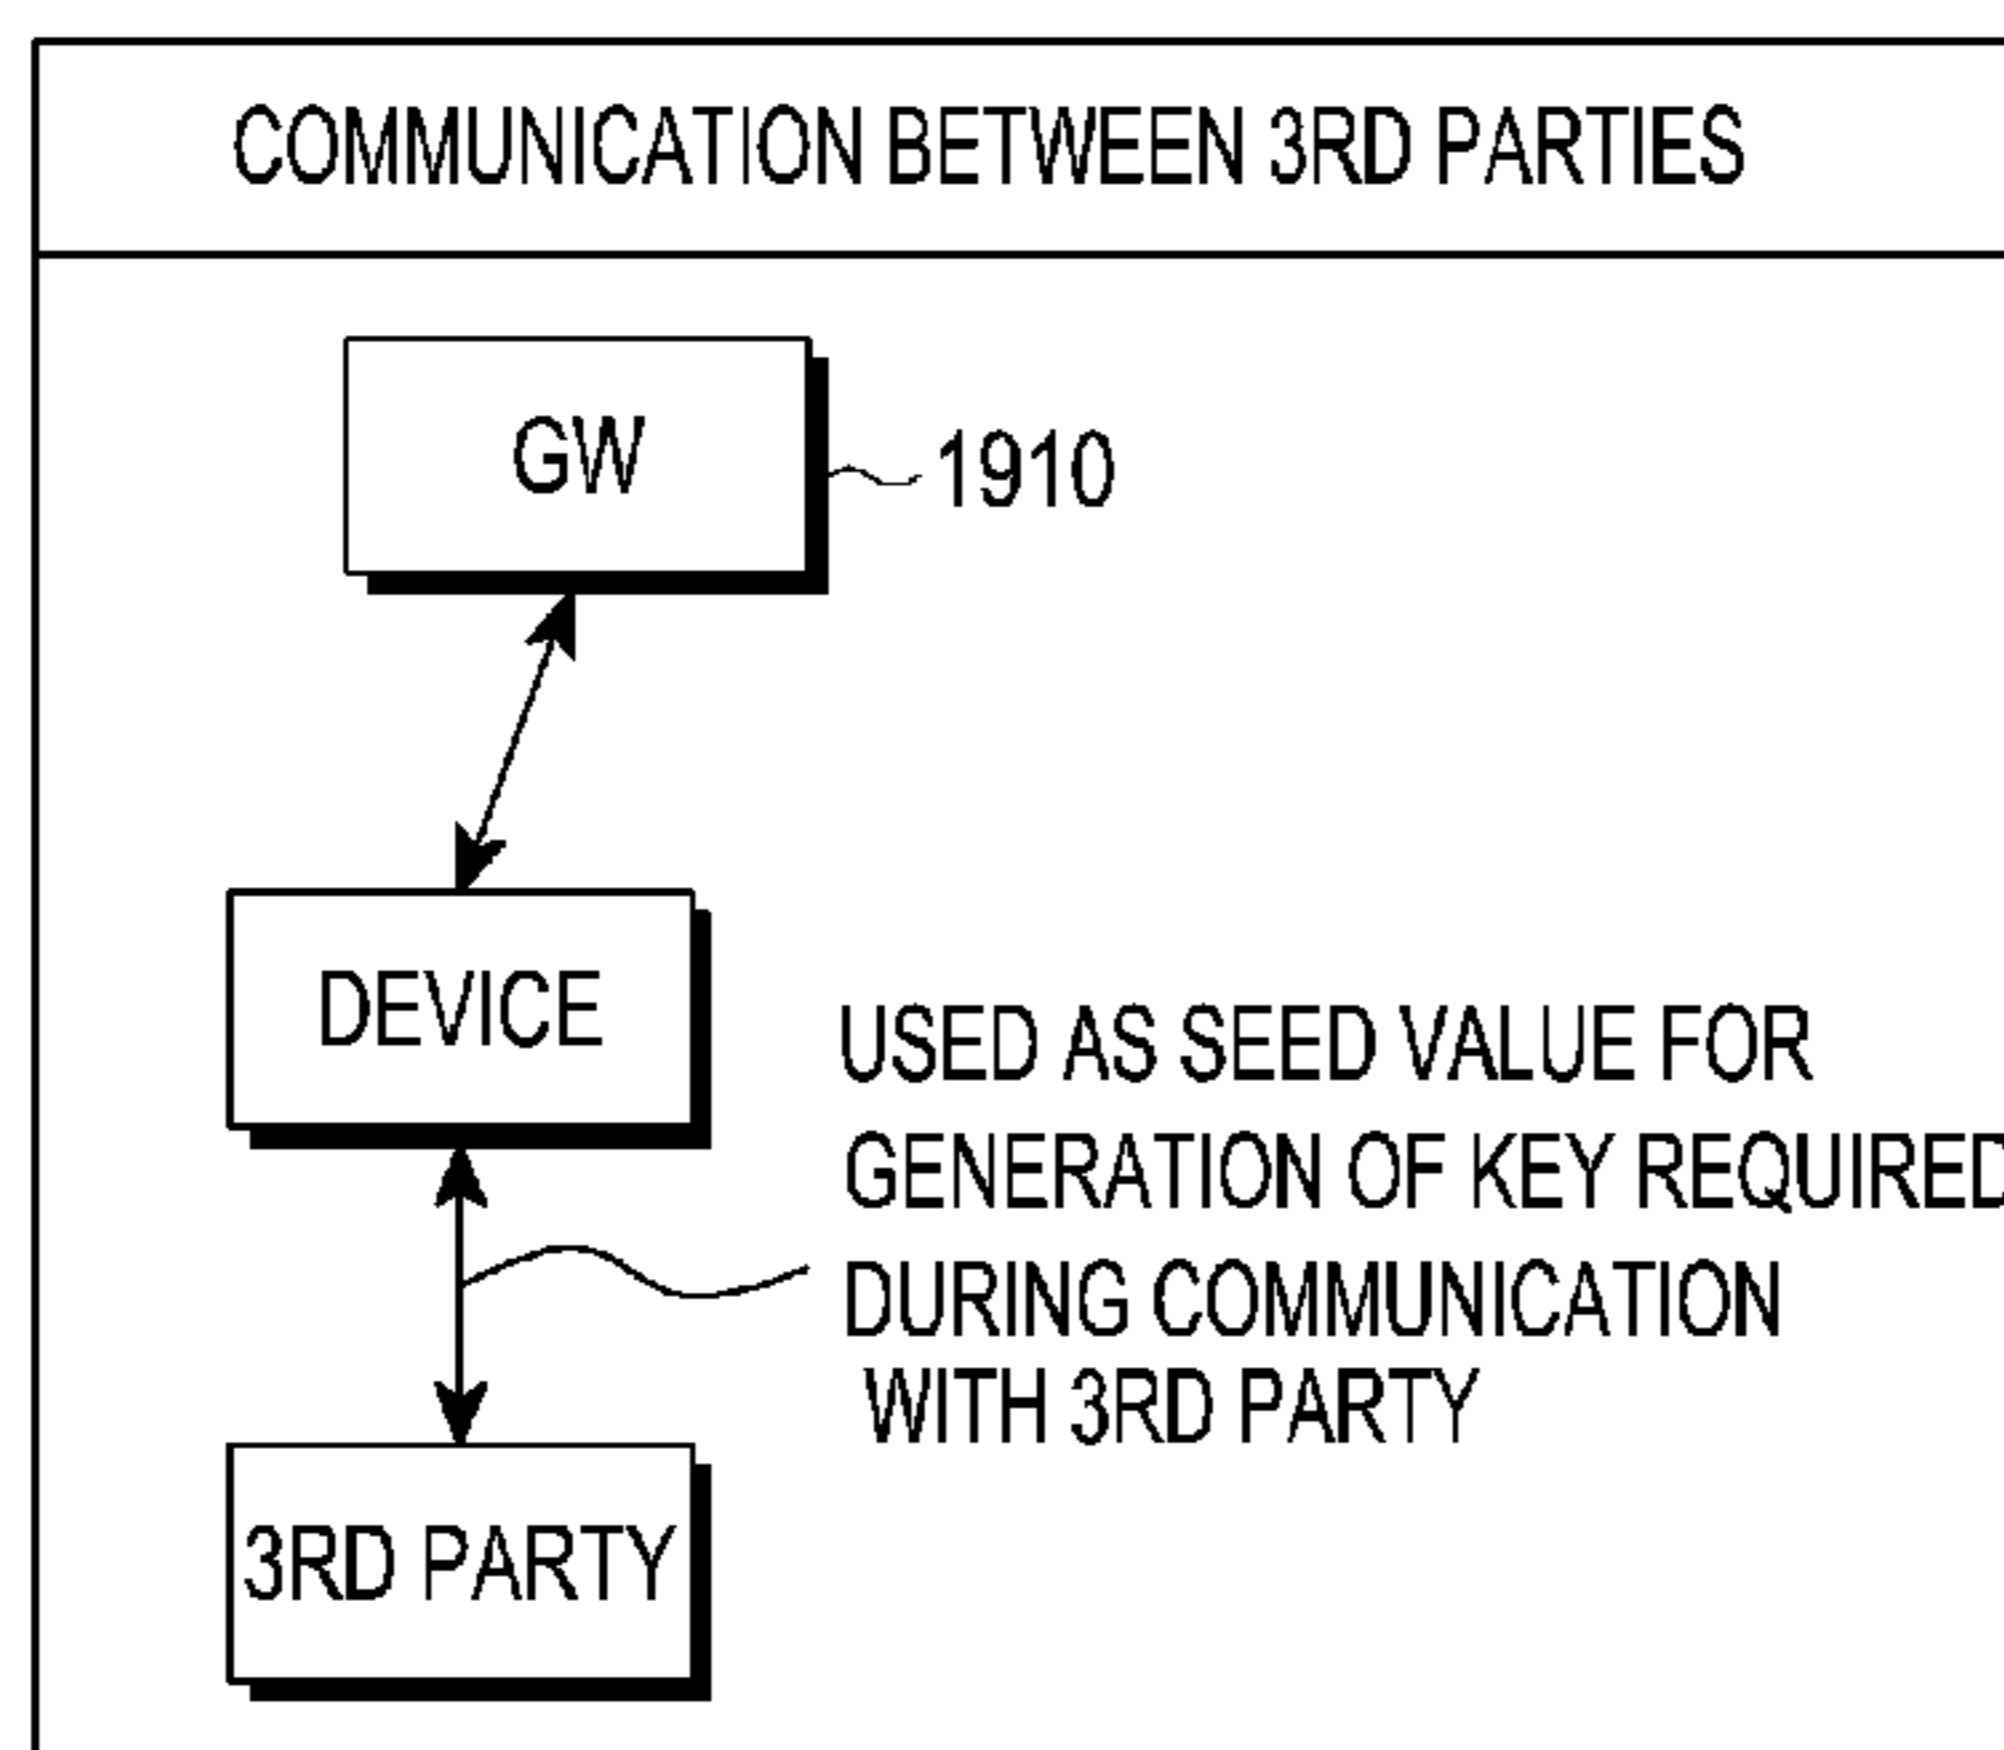 COMMUNICATION BETWEEN 3RD PARTIES
GW
1910
DEVICE
USED AS SEED VALUE FOR
GENERATION OF KEY REQUIRED
DURING COMMUNICATION
WITH 3RD PARTY
3RD PARTY